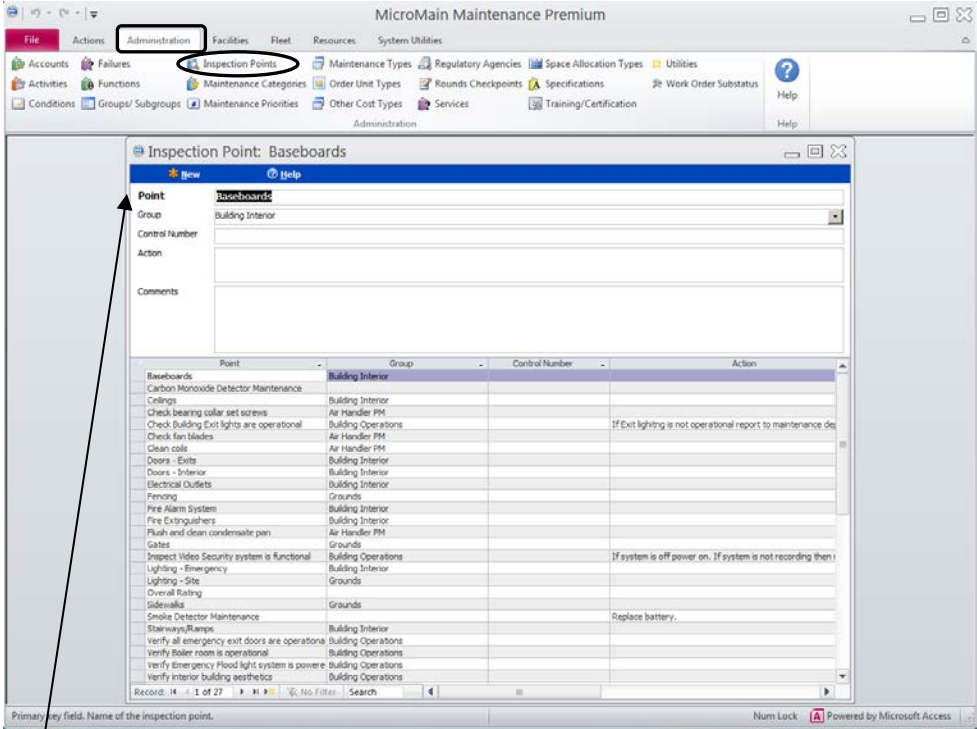 MicroMain Maintenance Premium
File Actions Administration Facilities Fleet Resources System Utilities
Accounts Failures Inspection Points Maintenance Types Regulatory Agencies Space Allocation Types Utilities
Activities Functions Maintenance Categories Order Unit Types Rounds Checkpoints Specifications Work Order Substatus
Conditions Groups/ Subgroups Maintenance Priorities Other Cost Types Services Training/Certification Help
Administration Help
Inspection Point: Baseboards
New Help
Point Baseboards
Group Building Interior
Control Number
Action
Comments
Point Group Control Number Action
Baseboards Building Interior
Carbon Monoxide Detector Maintenance
Ceilings Building Interior
Check bearing collar set screws Air Handler PM
Check Building Exit lights are operational Building Operations If Exit lighitng is not operational report to maintenance dep
Check fan blades Air Handler PM
Clean coils Air Handler PM
Doors - Exits Building Interior
Doors - Interior Building Interior
Electrical Outlets Building Interior
Fencing Grounds
Fire Alarm System Building Interior
Fire Extinguishers Building Interior
Flush and clean condensate pan Air Handler PM
Gates Grounds
Inspect Video Security system is functional Building Operations If system is off power on. If system is not recording then
Lighting - Emergency Building Interior
Lighting - Site Grounds
Overall Rating
Sidewalks Grounds
Smoke Detector Maintenance Replace battery.
Stairways/Ramps Building Interior
Verify all emergency exit doors are operationa Building Operations
Verify Boiler room is operational Building Operations
Verify Emergency Flood light system is powere Building Operations
Verify interior building aesthetics Building Operations
Record: 1 of 27 No Filter Search
Primary key field. Name of the inspection point. Num Lock Powered by Microsoft Access